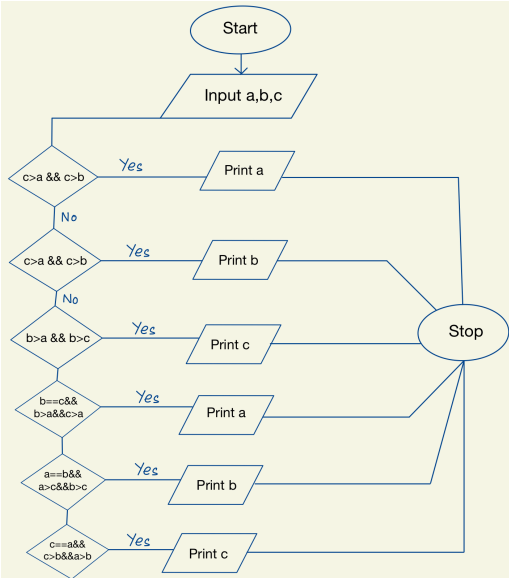 Start
Input a,b,c
c>a && c>b
Yes
Print a
No
c>a && c>b
Yes
Print b
No
b>a && b>c
Yes
Print c
Stop
b==c&&
b>a&&c>a
Yes
Print a
a==b&&
a>c&&b>c
Yes
Print b
c==a&&
c>b&&a>b
Yes
Print c